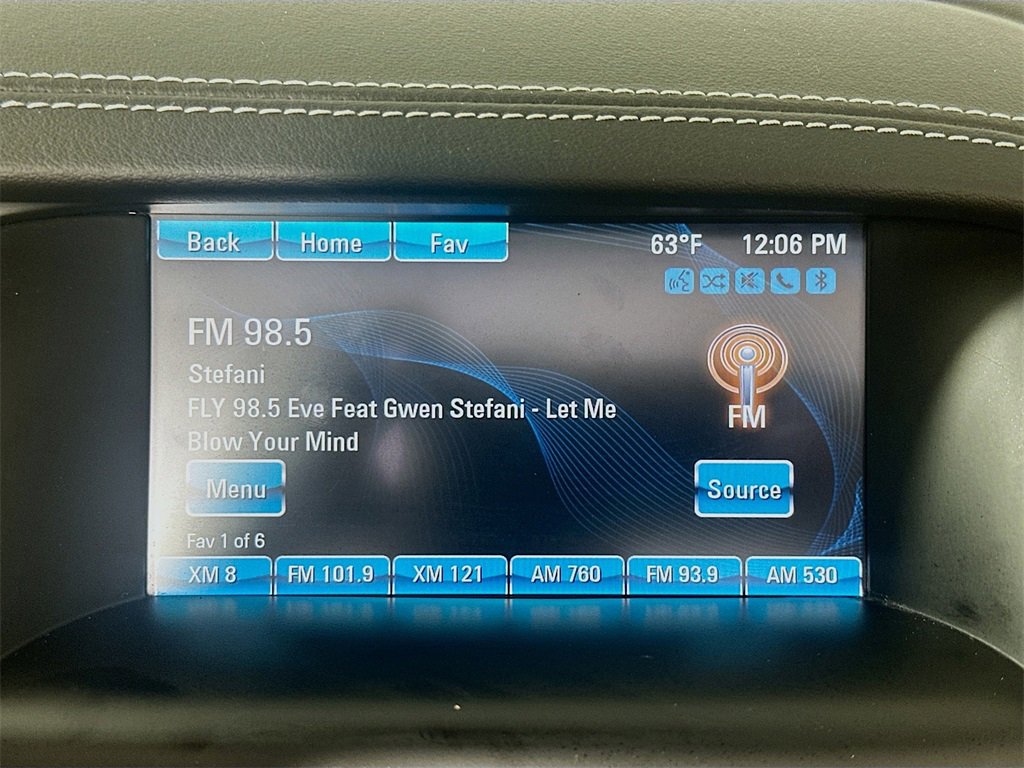 Back Home Fav 63°F 12:06 PM
FM 98.5
Stefani
FLY 98.5 Eve Feat Gwen Stefani - Let Me
Blow Your Mind
FM
Menu Source
Fav 1 of 6
XM 8 FM 101.9 XM 121 AM 760 FM 93.9 AM 530